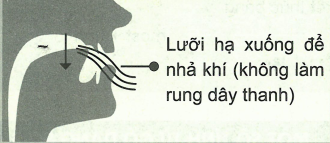 Lưỡi hạ xuống để
nhả khí (không làm
rung dây thanh)